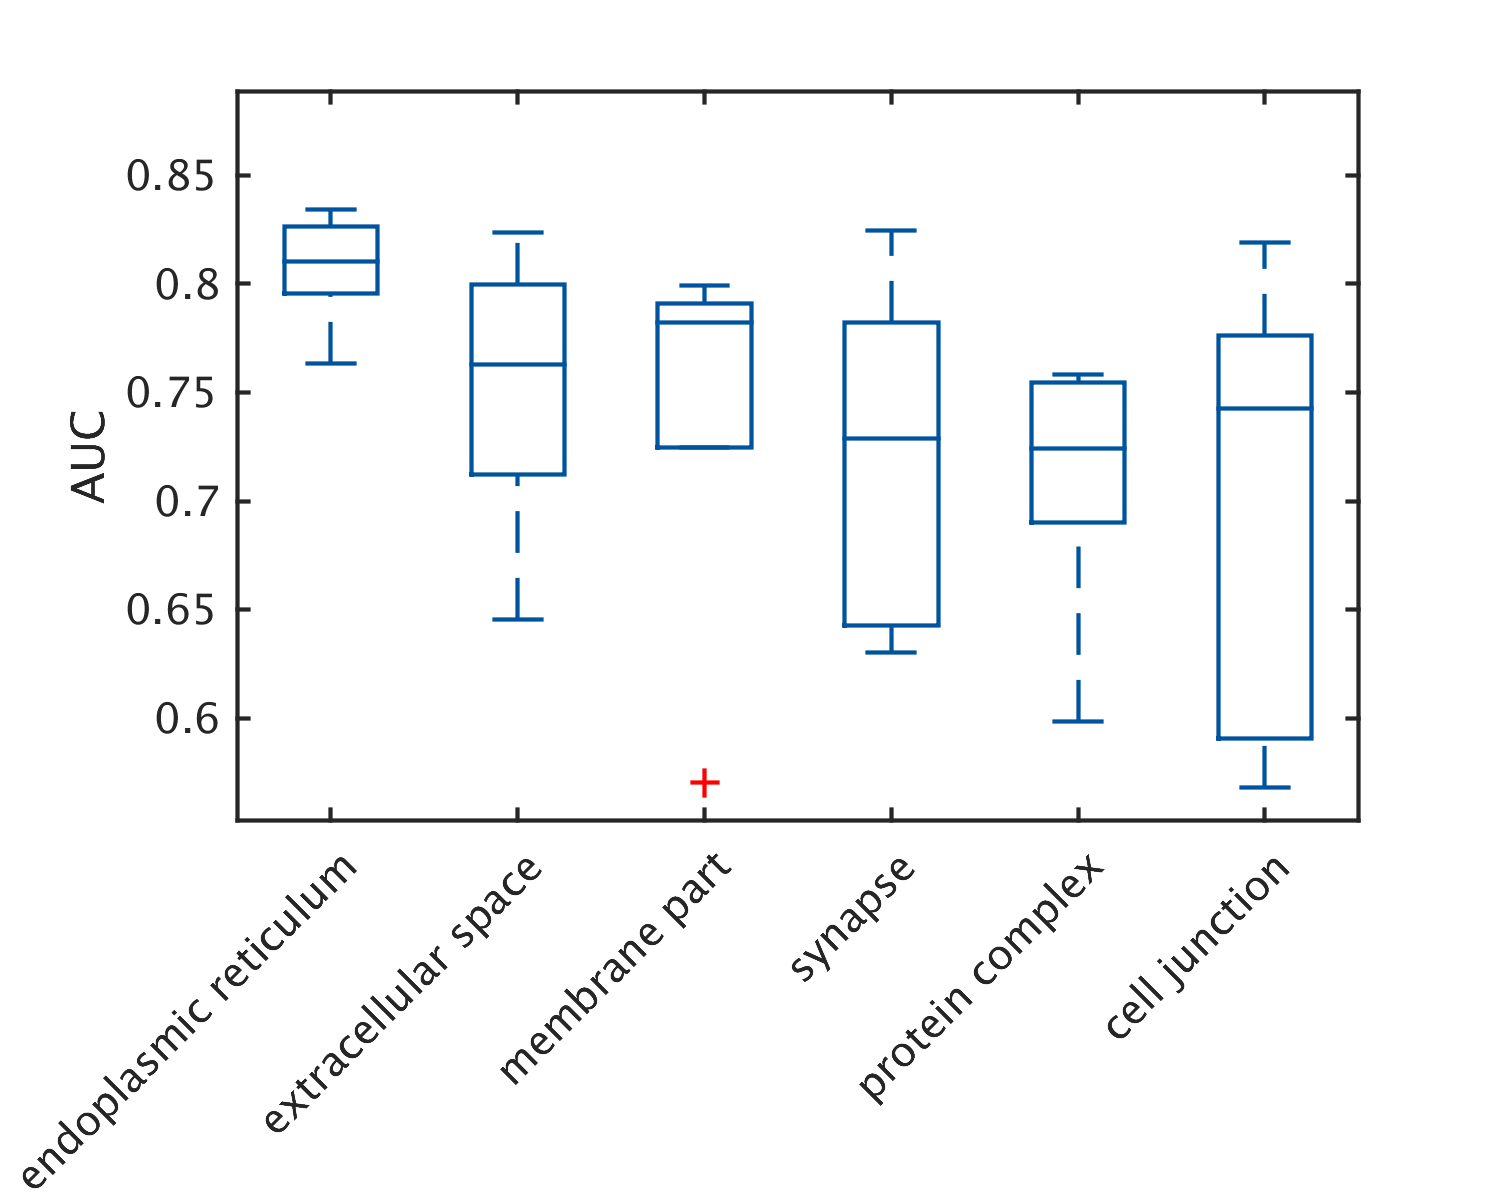 0.85
0.8
0.75
0.7
0.65
0.6
AUC
endoplasmic reticulum
extracellular space
membrane part
synapse
protein complex
cell junction